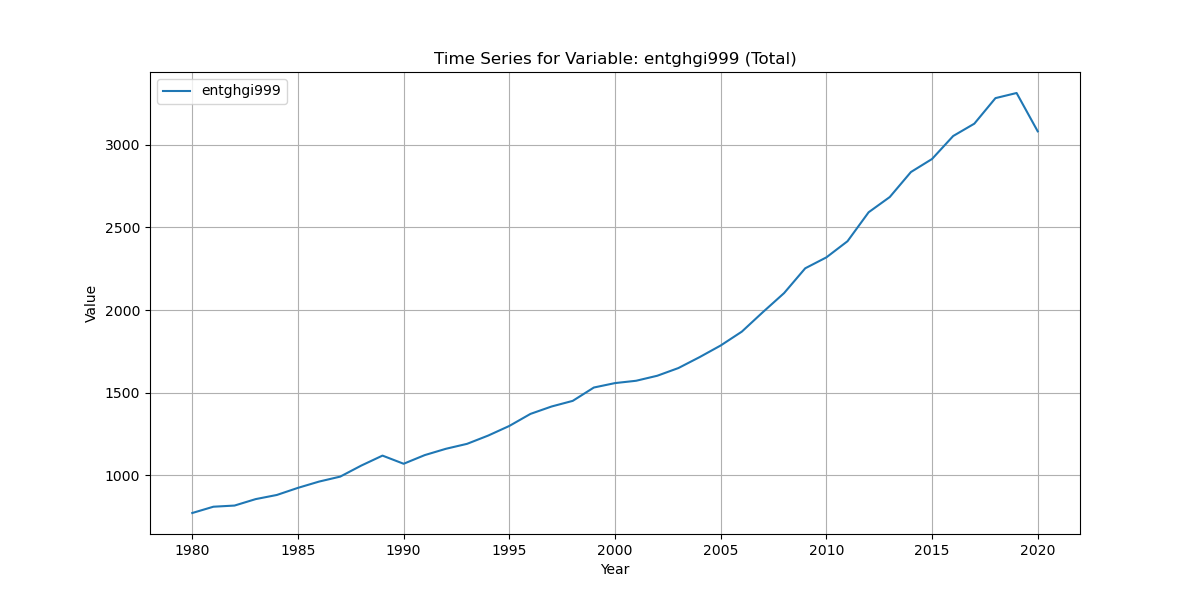 Time Series for Variable: entghgi999 (Total)
entghgi999
Value
3000
2500
2000
1500
1000
1980 1985 1990 1995 2000 2005 2010 2015 2020
Year